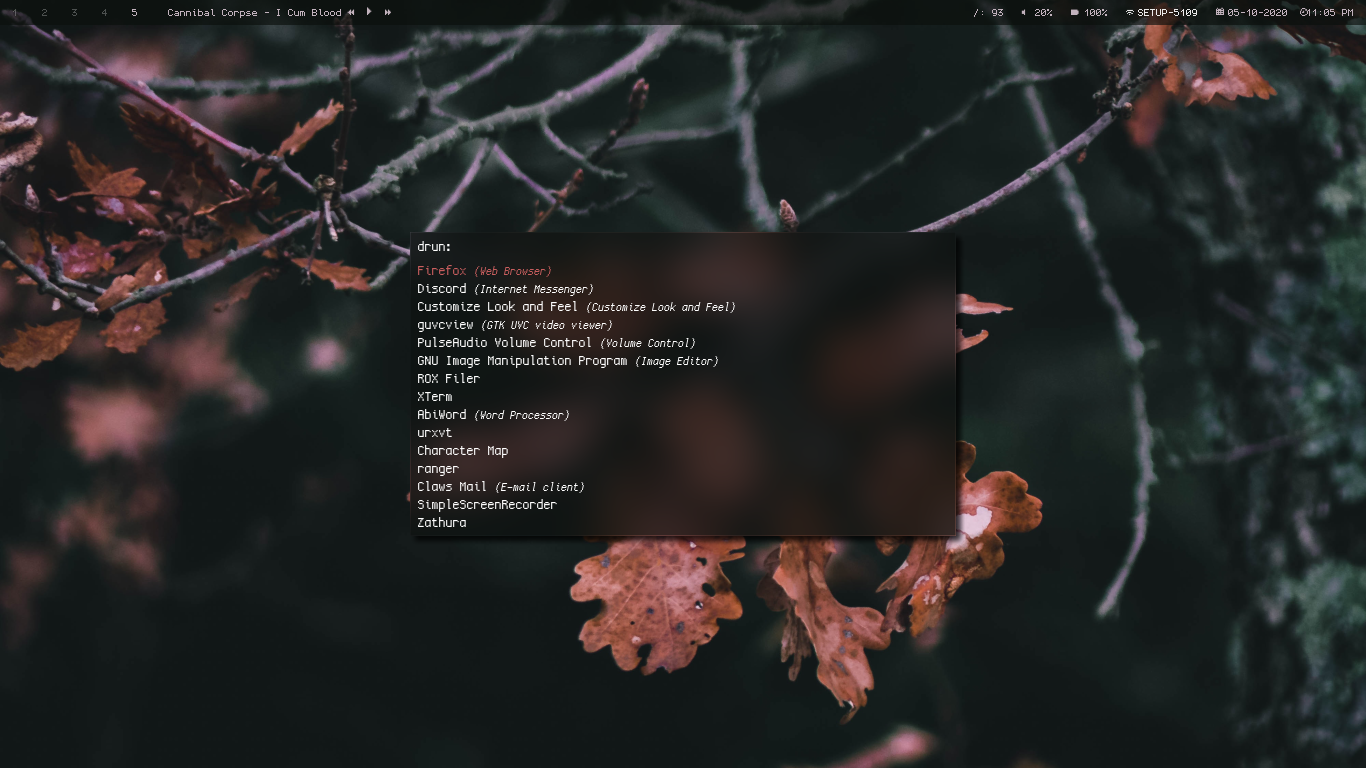 1 2 3 4 5 Cannibal Corpse - I Cum Blood /: 93 20% 100% SETUP-5109 05-10-2020 11:05 PM
drun:
Firefox (Web Browser)
Discord (Internet Messenger)
Customize Look and Feel (Customize Look and Feel)
guvcview (GTK UVC video viewer)
PulseAudio Volume Control (Volume Control)
GNU Image Manipulation Program (Image Editor)
ROX Filer
XTerm
AbiWord (Word Processor)
urxvt
Character Map
ranger
Claws Mail (E-mail client)
SimpleScreenRecorder
Zathura